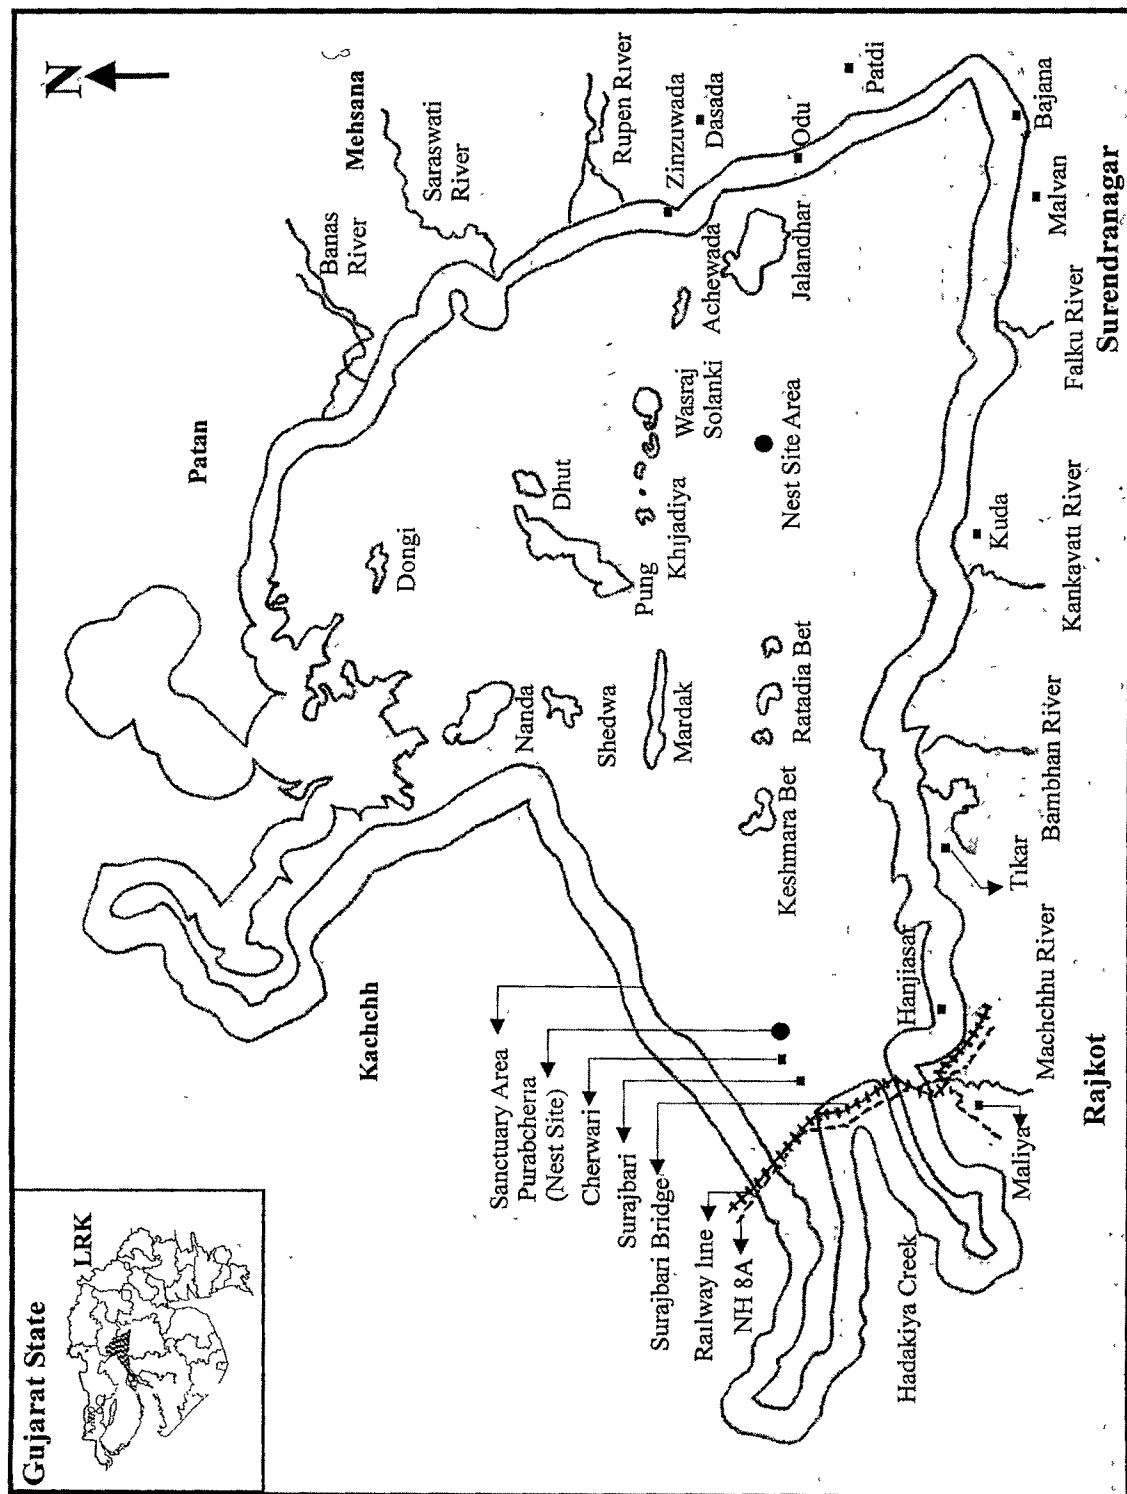 Gujarat State
LRK
N
Mehsana
Banas
River
Saraswati
River
Rupen River
Patan
Zinzuwada
Dasada
Patdi
Odu
Bajana
Malvan
Surendranagar
Achewada
Jalandhar
Falku River
Wasraj
Solanki
Nest Site Area
Dongi
Dhut
Pung
Khijadiya
Kuda
Kankavati River
Nanda
Shedwa
Mardak
Ratadia Bet
Keshmara Bet
Bambhan River
Tikar
Kachchh
Sanctuary Area
Purabcheria
(Nest Site)
Cherwari
Surajbari
Surajbari Bridge
Railway line
NH 8A
Hanjiasar
Machchhu River
Rajkot
Maliya
Hadakiya Creek